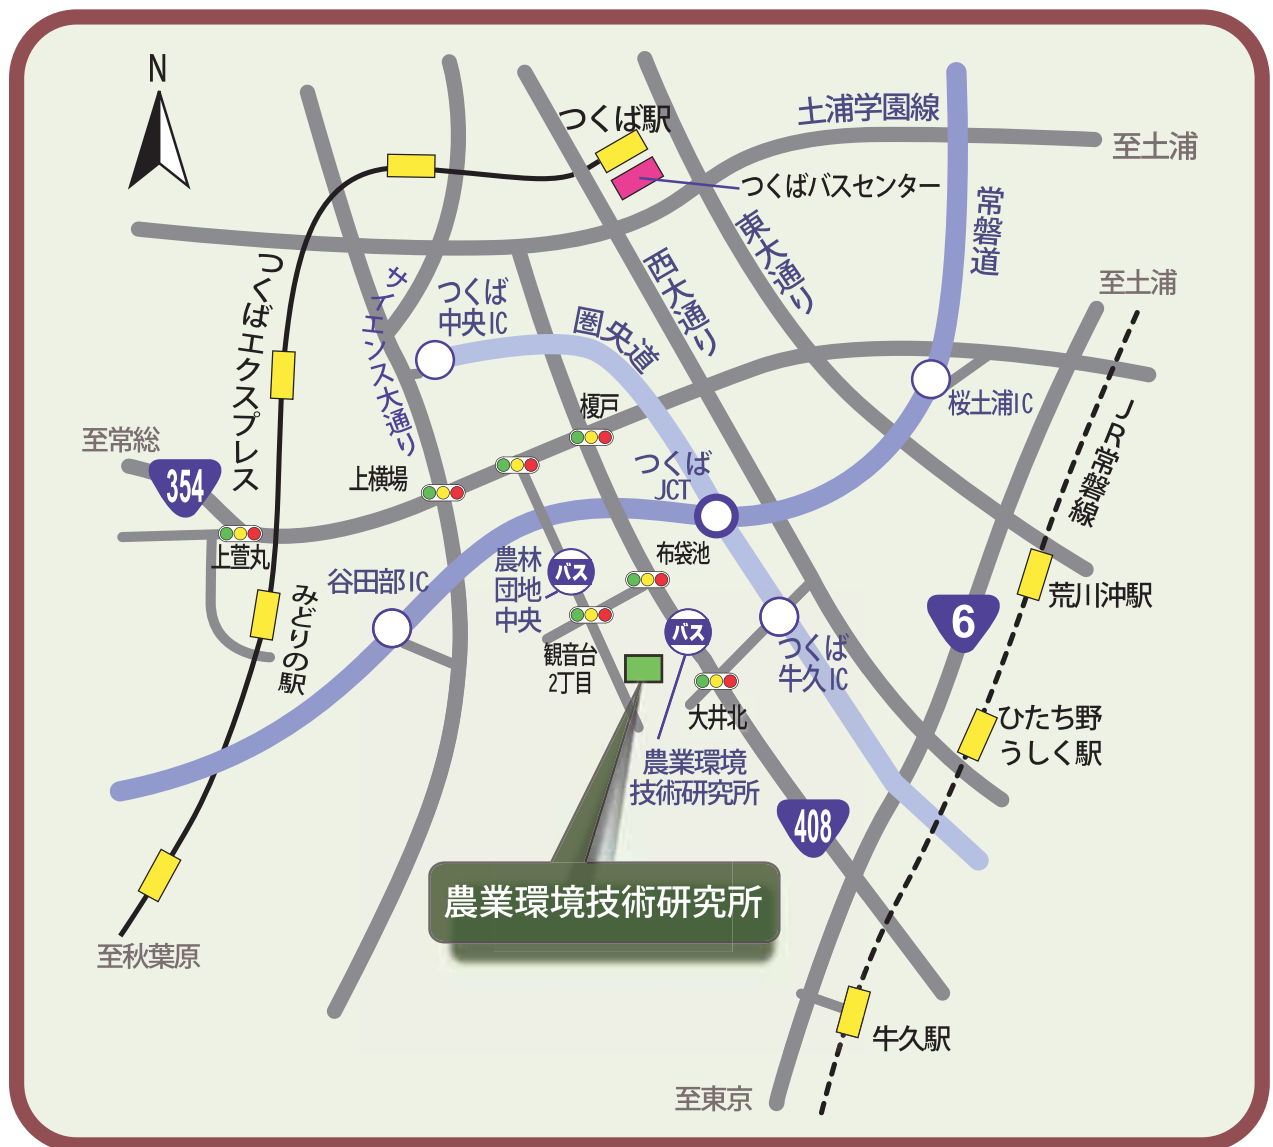 N
つくば駅
土浦学園線
至土浦
つくばバスセンター
常磐道
東大通り
西大通り
至土浦
つくばエクスプレス
サイエンス大通り
つくば
中央IC
圏央道
桜土浦IC
JR常磐線
榎戸
至常総
354
上横場
つくば
JCT
上萱丸
谷田部IC
農林
団地
中央
バス
布袋池
みどりの駅
荒川沖駅
6
バス
観音台
2丁目
つくば
牛久IC
大井北
ひたち野
うしく駅
農業環境
技術研究所
408
農業環境技術研究所
至秋葉原
牛久駅
至東京